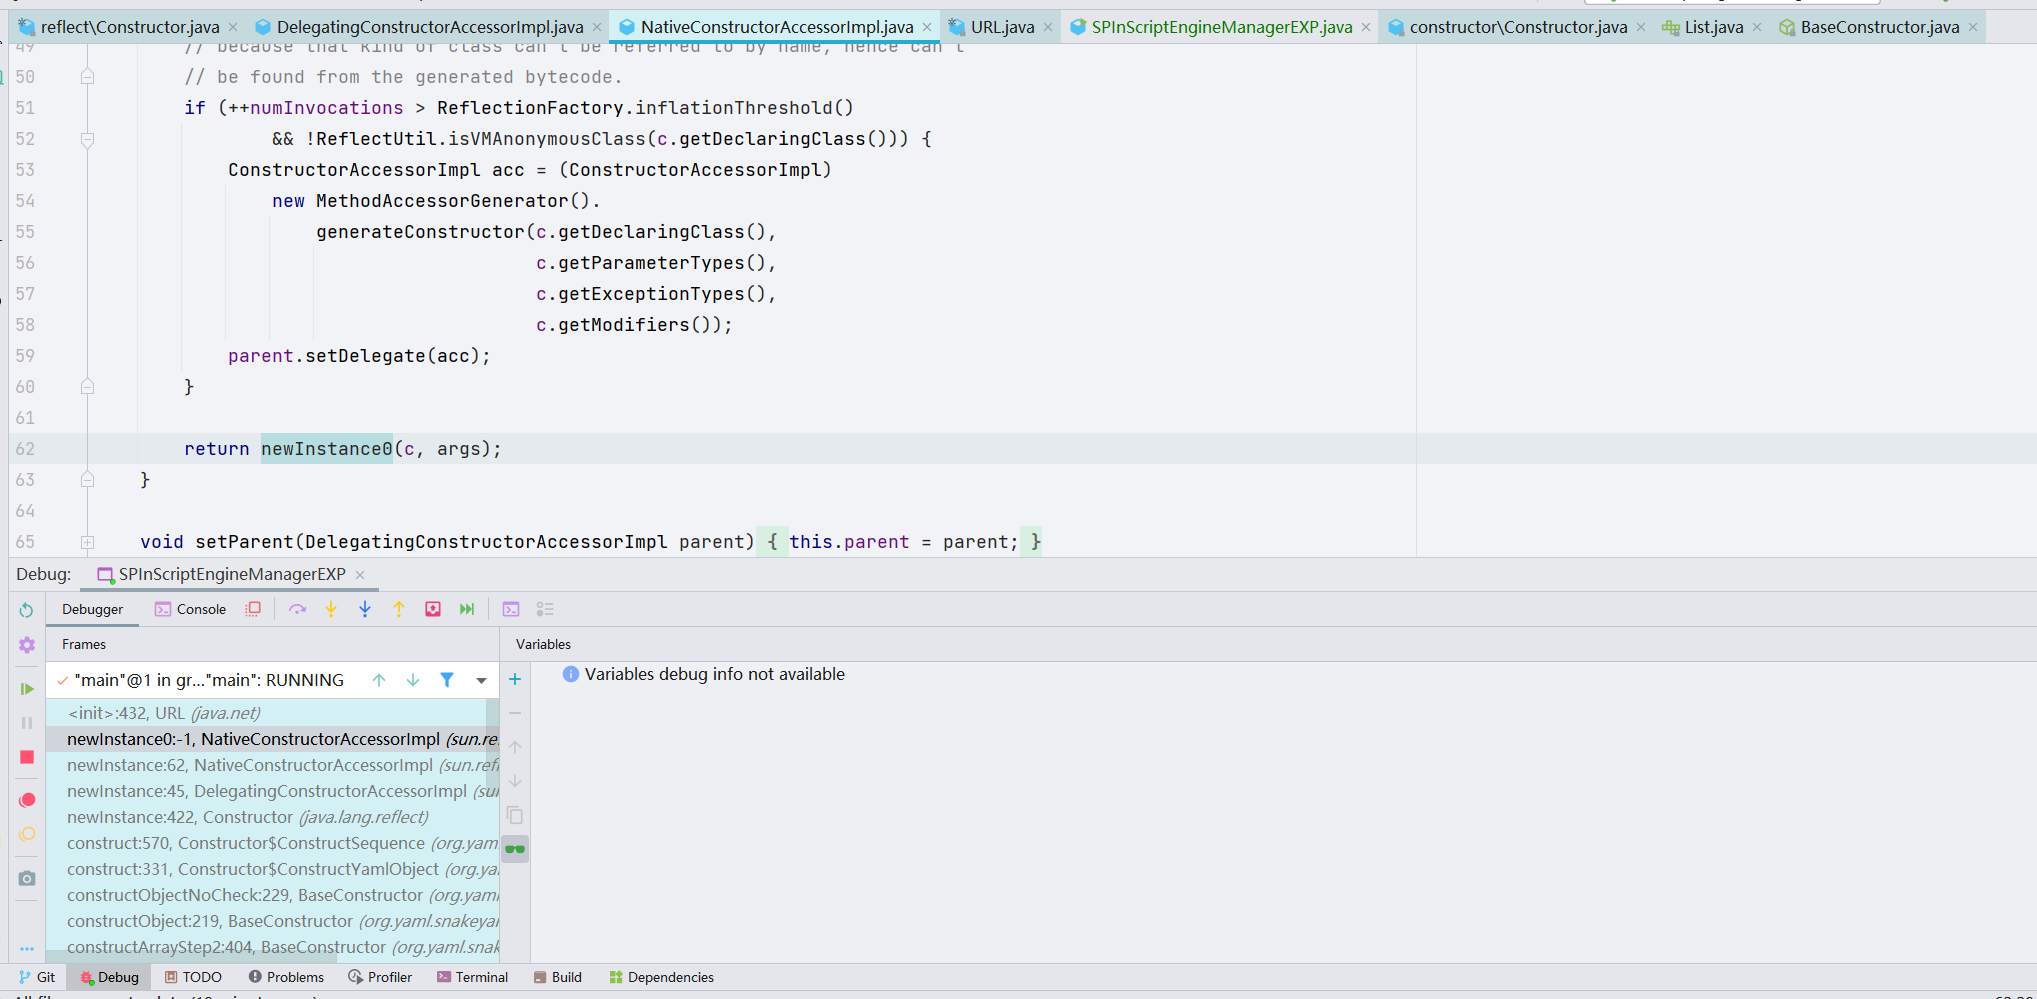 reflect\Constructor.java DelegatingConstructorAccessorImpl.java NativeConstructorAccessorImpl.java URL.java SPInScriptEngineManagerEXP.java constructor\Constructor.java List.java BaseConstructor.java
49 // because that kind of class can't be referred to by name, hence can't
50 // be found from the generated bytecode.
51 if (++numInvocations > ReflectionFactory.inflationThreshold()
52 && !ReflectUtil.isVMAnonymousClass(c.getDeclaringClass())) {
53 ConstructorAccessorImpl acc = (ConstructorAccessorImpl)
54 new MethodAccessorGenerator().
55 generateConstructor(c.getDeclaringClass(),
56 c.getParameterTypes(),
57 c.getExceptionTypes(),
58 c.getModifiers());
59 parent.setDelegate(acc);
60 }
61
62 return newInstance0(c, args);
63 }
64
65 void setParent(DelegatingConstructorAccessorImpl parent) { this.parent = parent; }
Debug: SPInScriptEngineManagerEXP
Debugger Console
Frames Variables
"main"@1 in gr..."main": RUNNING
Variables debug info not available
<init>:432, URL (java.net)
newInstance0:-1, NativeConstructorAccessorImpl (sun.re
newInstance:62, NativeConstructorAccessorImpl (sun.refl
newInstance:45, DelegatingConstructorAccessorImpl (sun
newInstance:422, Constructor (java.lang.reflect)
construct:570, Constructor$ConstructSequence (org.yam
construct:331, Constructor$ConstructYamlObject (org.ya
constructObjectNoCheck:229, BaseConstructor (org.yaml
constructObject:219, BaseConstructor (org.yaml.snakeya
constructArrayStep2:404, BaseConstructor (org.yaml.snak
Git Debug TODO Problems Profiler Terminal Build Dependencies